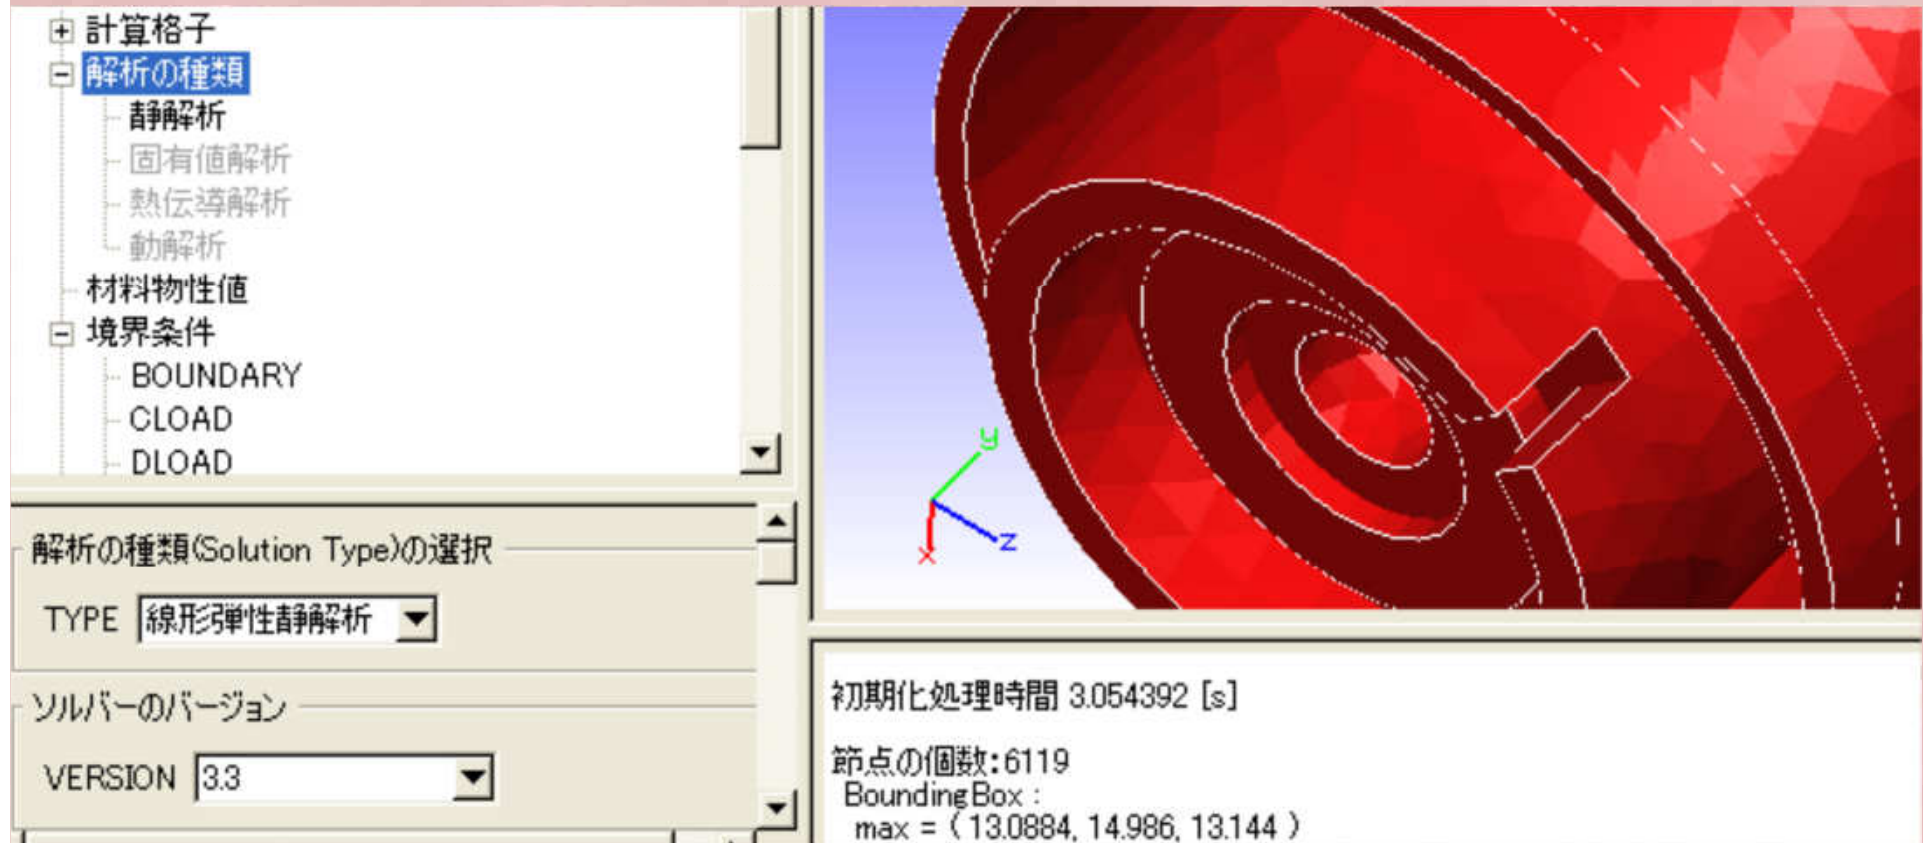 計算格子
解析の種類
静解析
固有値解析
熱伝導解析
動解析
材料物性値
境界条件
BOUNDARY
CLOAD
DLOAD
解析の種類(Solution Type)の選択
TYPE 線形弾性静解析
ソルバーのバージョン
VERSION 3.3
y
z
x
初期化処理時間 3.054392 [s]
節点の個数:6119
BoundingBox :
max = ( 13.0884, 14.986, 13.144 )